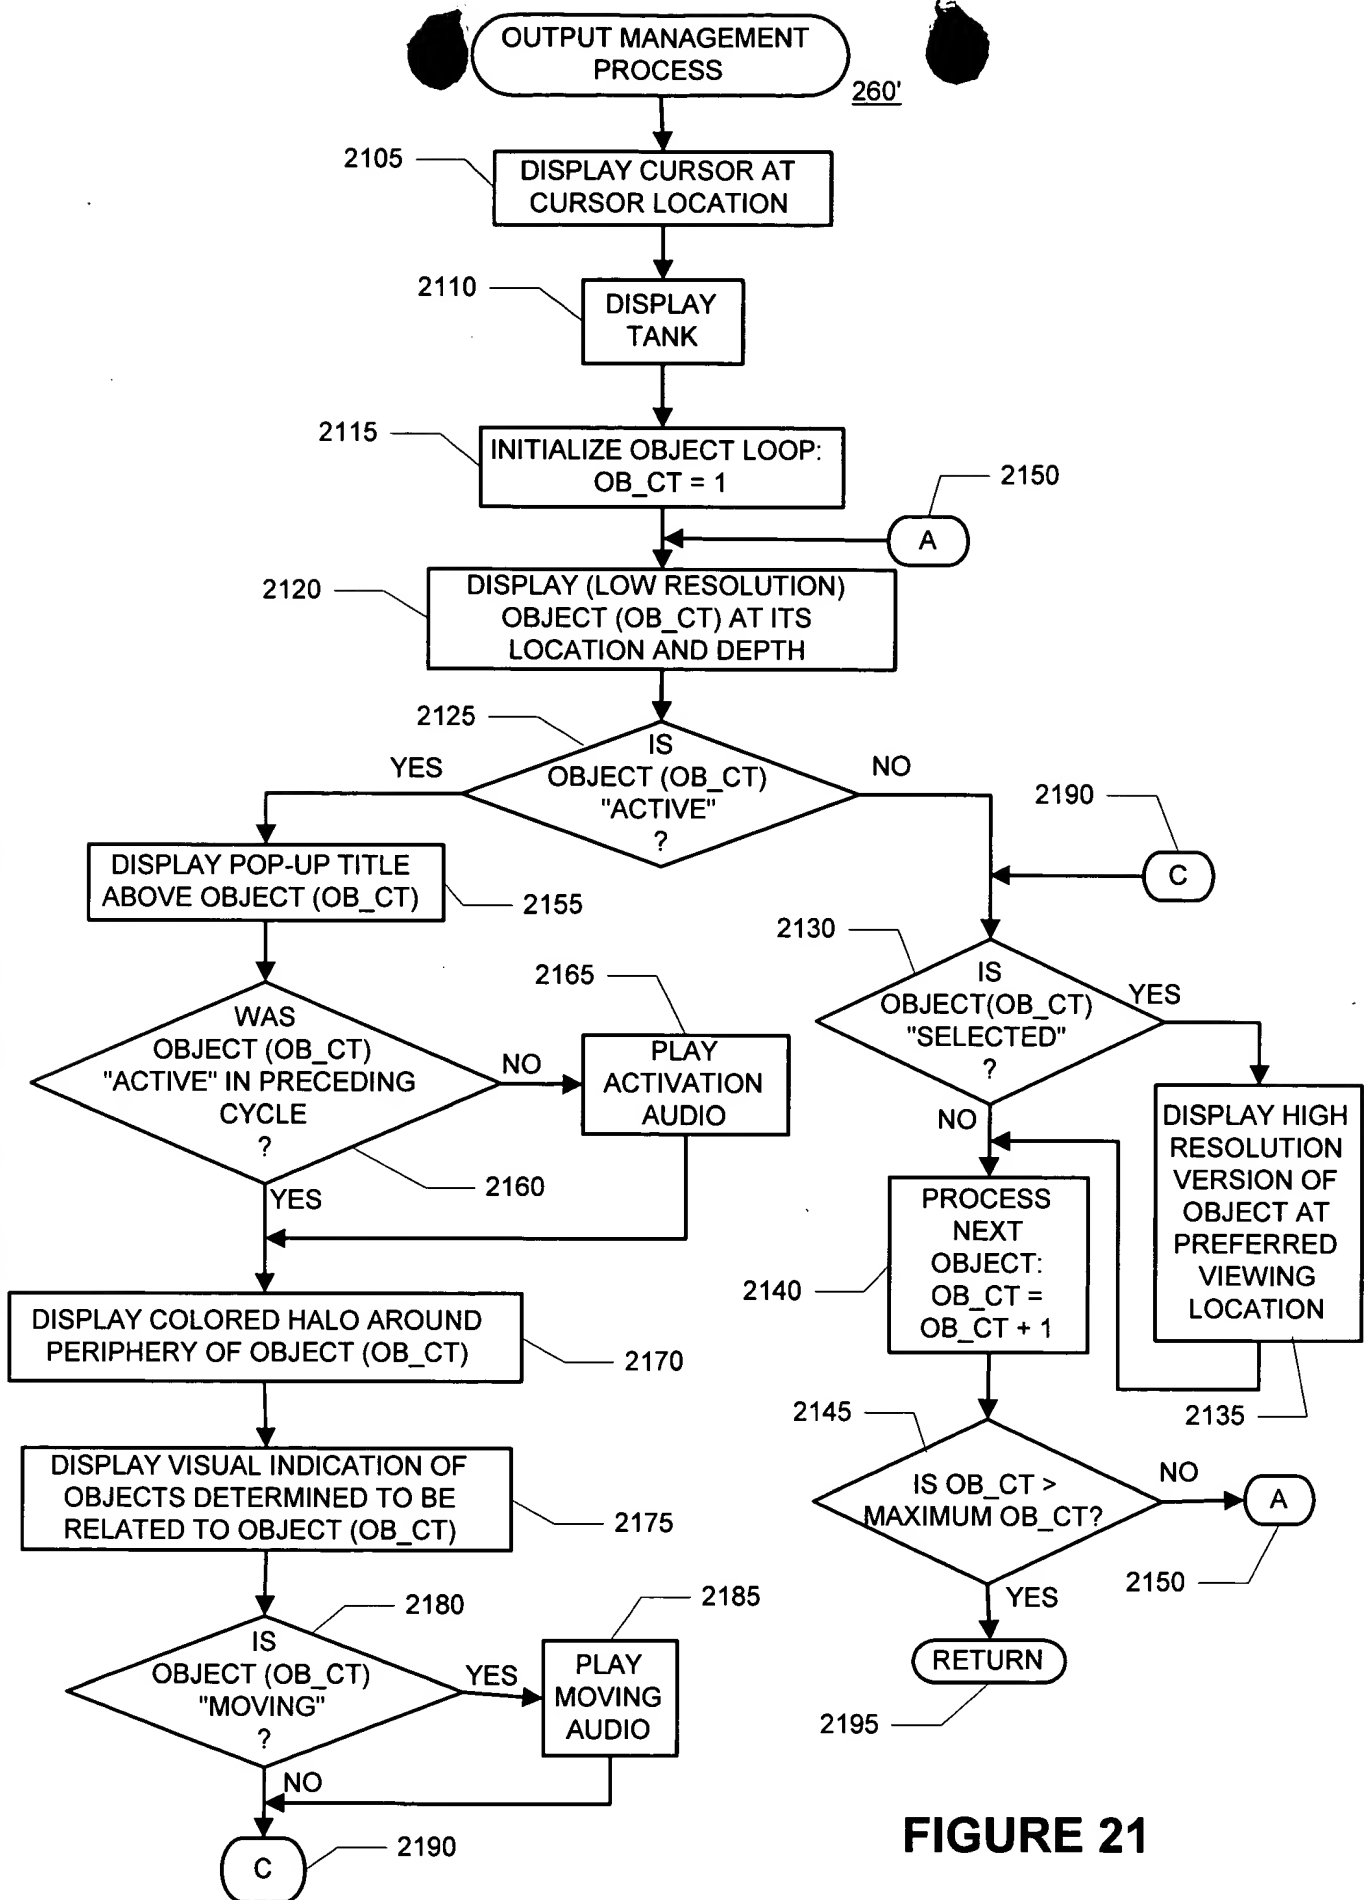 OUTPUT MANAGEMENT
PROCESS
260'
2105
DISPLAY CURSOR AT
CURSOR LOCATION
2110
DISPLAY
TANK
2115
INITIALIZE OBJECT LOOP:
OB_CT = 1
2150
A
2120
DISPLAY (LOW RESOLUTION)
OBJECT (OB_CT) AT ITS
LOCATION AND DEPTH
2125
IS
OBJECT (OB_CT)
"ACTIVE"
?
YES
NO
2190
C
DISPLAY POP-UP TITLE
ABOVE OBJECT (OB_CT)
2155
2130
IS
OBJECT(OB_CT)
"SELECTED"
?
YES
NO
2165
WAS
OBJECT (OB_CT)
"ACTIVE" IN PRECEDING
CYCLE
?
NO
PLAY
ACTIVATION
AUDIO
2160
YES
DISPLAY HIGH
RESOLUTION
VERSION OF
OBJECT AT
PREFERRED
VIEWING
LOCATION
2135
PROCESS
NEXT
OBJECT:
OB_CT =
OB_CT + 1
2140
DISPLAY COLORED HALO AROUND
PERIPHERY OF OBJECT (OB_CT)
2170
2145
IS OB_CT >
MAXIMUM OB_CT?
NO
A
2150
YES
RETURN
2195
DISPLAY VISUAL INDICATION OF
OBJECTS DETERMINED TO BE
RELATED TO OBJECT (OB_CT)
2175
2180
IS
OBJECT (OB_CT)
"MOVING"
?
YES
2185
PLAY
MOVING
AUDIO
NO
C
2190
FIGURE 21